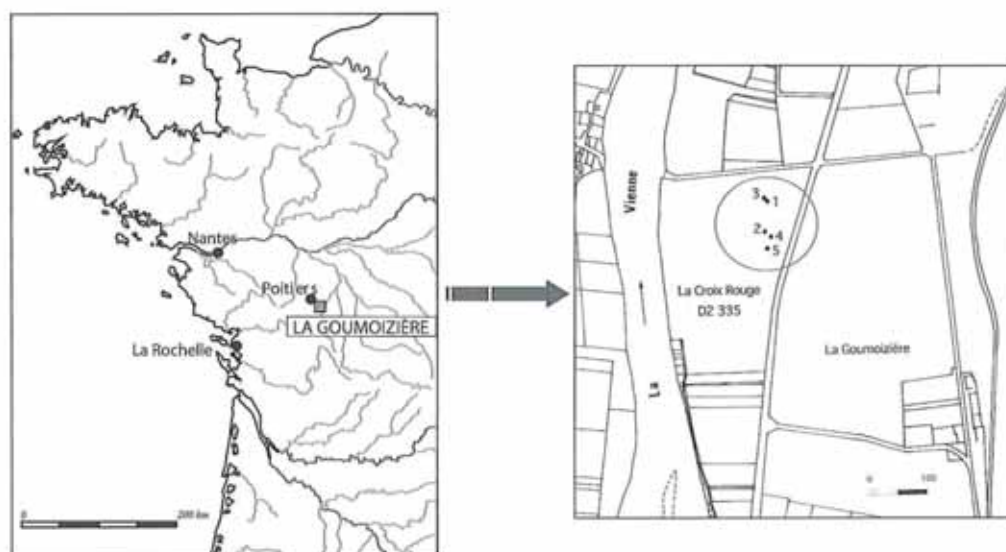 Nantes
Poitiers
LA GOUMOIZIÈRE
La Rochelle
0 200 km
La Vienne
3 1
2 4
5
La Croix Rouge
D2 335
La Goumoizière
0 100